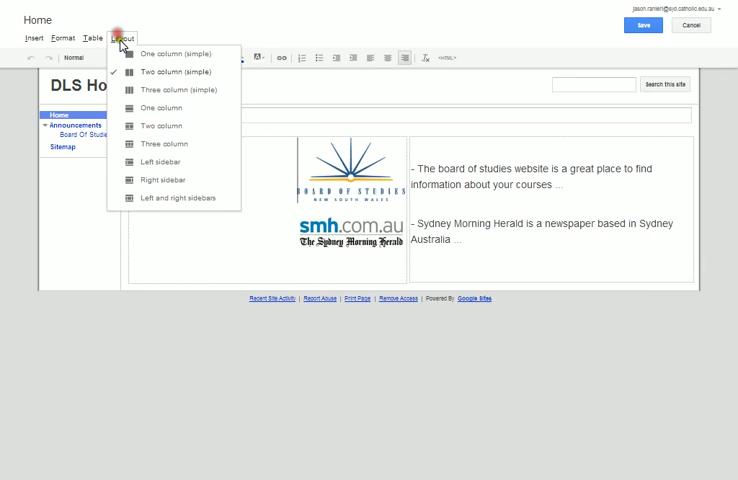 jason.ranieri@syd.catholic.edu.au
Home
Save
Cancel
Insert Format Table Layout
Normal
<HTML>
One column (simple)
Two column (simple)
Three column (simple)
One column
Two column
Three column
Left sidebar
Right sidebar
Left and right sidebars
DLS Ho
Search this site
Home
Announcements
Board Of Studie
Sitemap
BOARD OF STUDIES
NEW SOUTH WALES
smh.com.au
The Sydney Morning Herald
- The board of studies website is a great place to find
information about your courses ...
- Sydney Morning Herald is a newspaper based in Sydney
Australia ...
Recent Site Activity | Report Abuse | Print Page | Remove Access | Powered By Google Sites